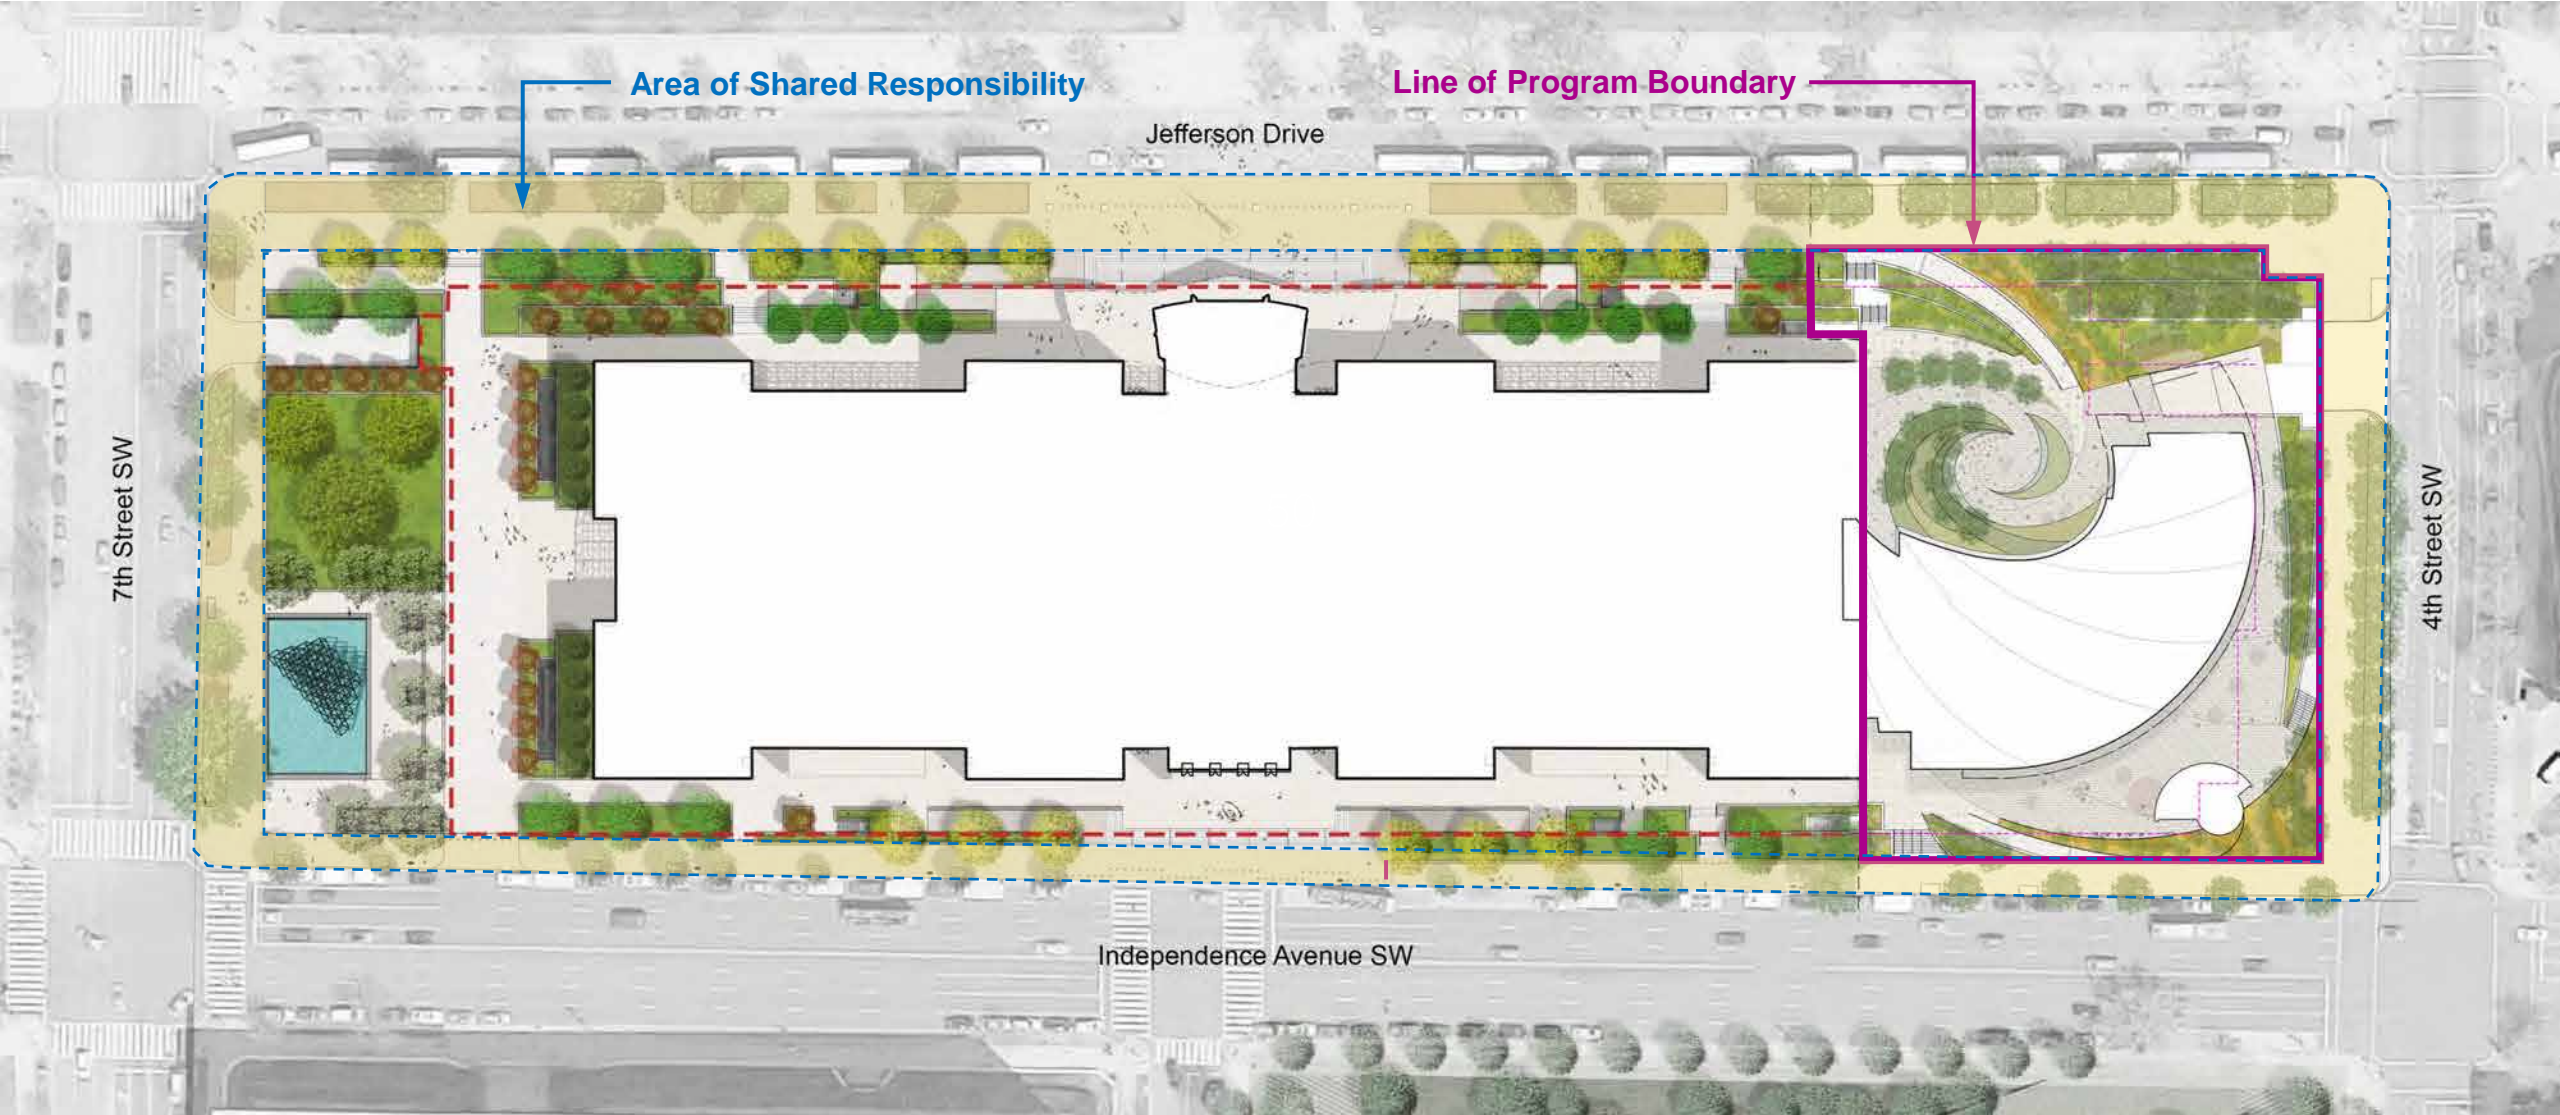 Area of Shared Responsibility
Line of Program Boundary
Jefferson Drive
7th Street SW
4th Street SW
Independence Avenue SW